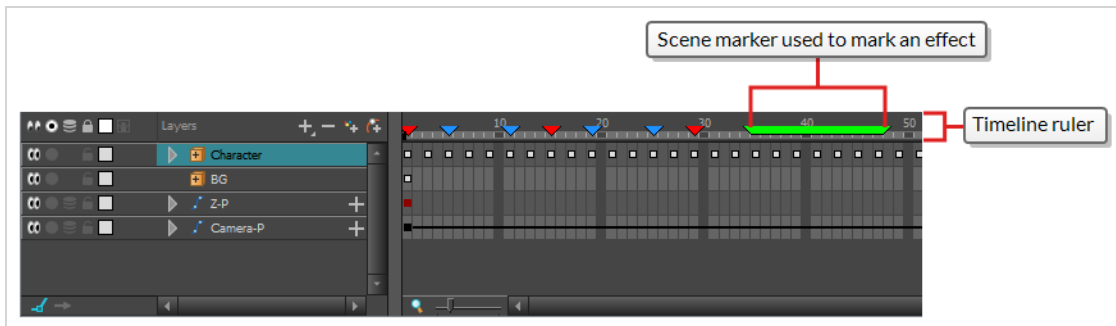 Scene marker used to mark an effect
Layers
10 20 30 40 50
Timeline ruler
Character
BG
Z-P
Camera-P